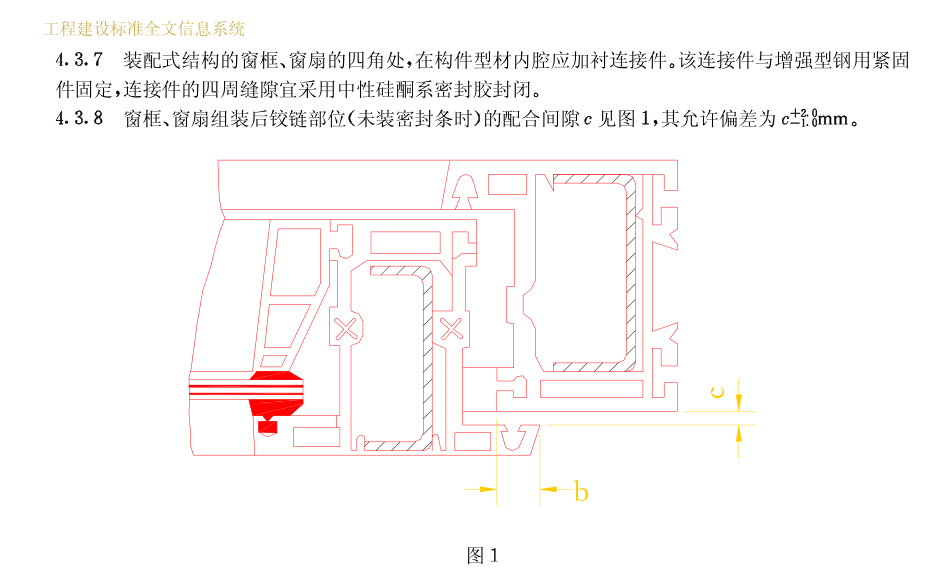 工程建设标准全文信息系统
4.3.7 装配式结构的窗框、窗扇的四角处,在构件型材内腔应加衬连接件。该连接件与增强型钢用紧固
件固定,连接件的四周缝隙宜采用中性硅酮系密封胶封闭。
4.3.8 窗框、窗扇组装后铰链部位(未装密封条时)的配合间隙 c 见图 1,其允许偏差为 c+2.0−1.0mm。
c
b
图 1